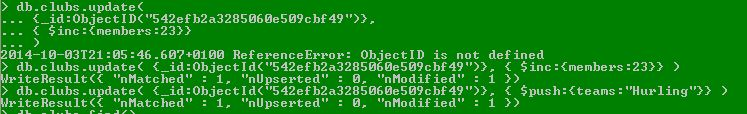 > db.clubs.update(
... {_id:ObjectID("542efb2a3285060e509cbf49")},
... { $inc:{members:23}}
... )
2014-10-03T21:05:46.607+0100 ReferenceError: ObjectID is not defined
> db.clubs.update( {_id:ObjectId("542efb2a3285060e509cbf49")}, { $inc:{members:23}} )
WriteResult({ "nMatched" : 1, "nUpserted" : 0, "nModified" : 1 })
> db.clubs.update( {_id:ObjectId("542efb2a3285060e509cbf49")}, { $push:{teams:"Hurling"}} )
WriteResult({ "nMatched" : 1, "nUpserted" : 0, "nModified" : 1 })
> db.clubs.find()